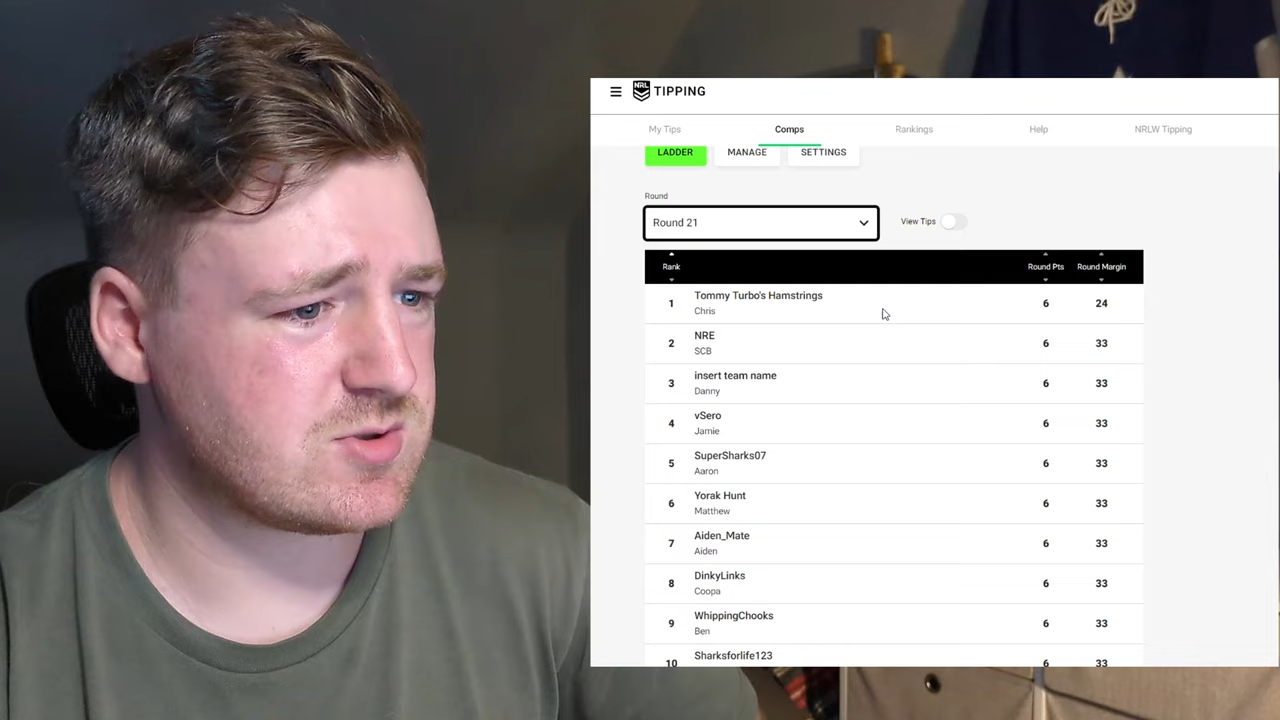 NRL TIPPING
My Tips Comps Rankings Help NRLW Tipping
LADDER MANAGE SETTINGS
Round
Round 21
View Tips
Rank Round Pts Round Margin
1 Tommy Turbo's Hamstrings 6 24
Chris
2 NRE 6 33
SCB
3 insert team name 6 33
Danny
4 vSero 6 33
Jamie
5 SuperSharks07 6 33
Aaron
6 Yorak Hunt 6 33
Matthew
7 Aiden_Mate 6 33
Aiden
8 DinkyLinks 6 33
Coopa
9 WhippingChooks 6 33
Ben
10 Sharksforlife123 6 33